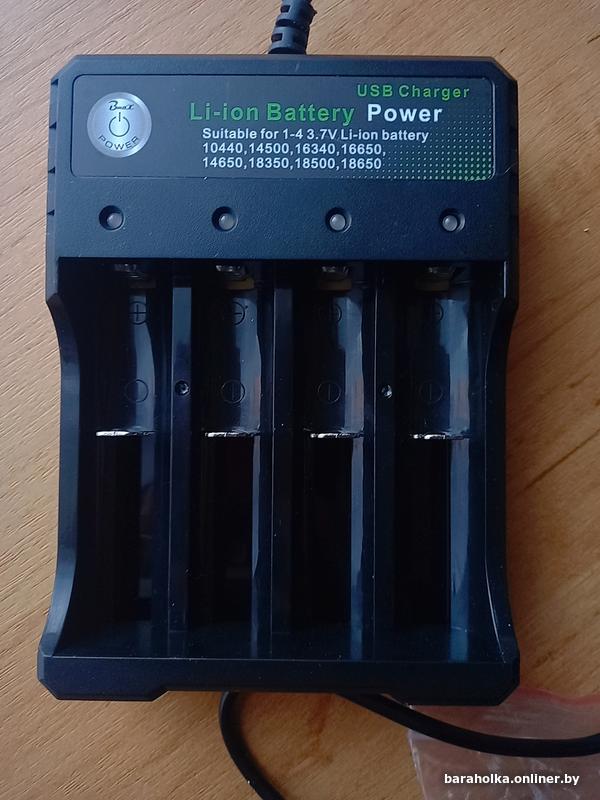 USB Charger
Bmax
POWER
Li-ion Battery Power
Suitable for 1-4 3.7V Li-ion battery
10440,14500,16340,16650,
14650,18350,18500,18650
baraholka.onliner.by